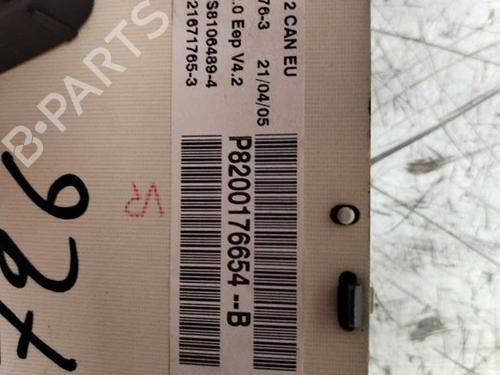 2 CAN EU
76-3 21/04/05
.0 Eep V4.2
S8106489-4
21671765-3
P8200176654--B
VR
B-PARTS